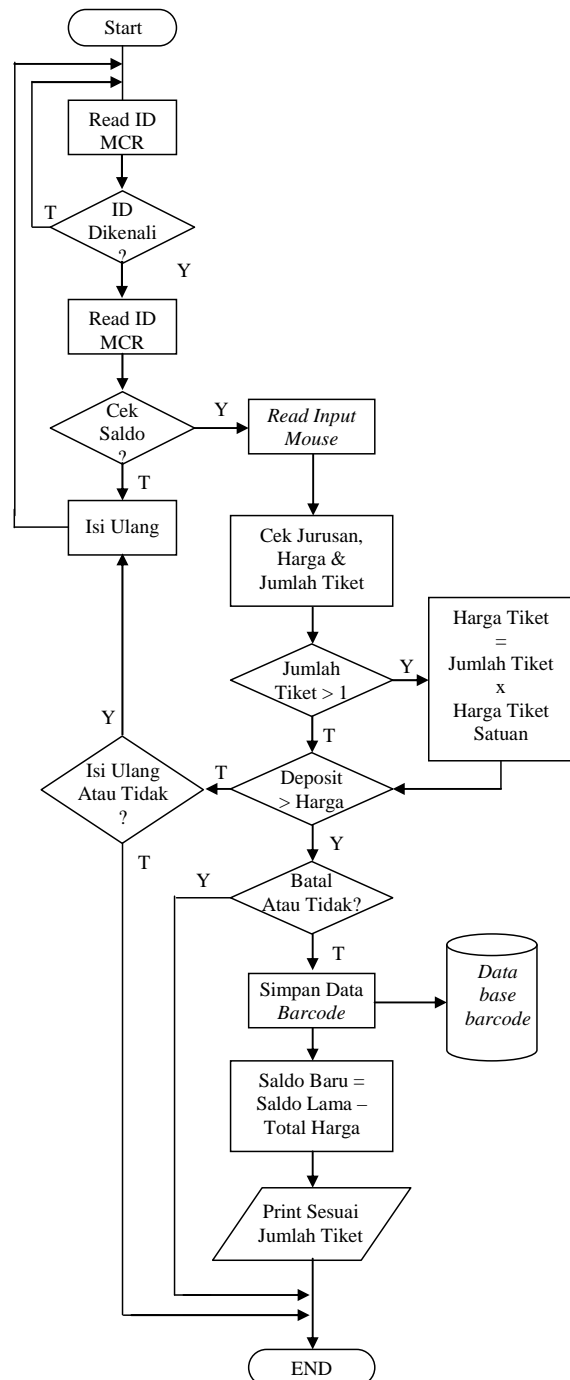 Start
Read ID
MCR
ID
Dikenali
?
T
Y
Read ID
MCR
Cek
Saldo
?
Y
T
Read Input
Mouse
Isi Ulang
Cek Jurusan,
Harga &
Jumlah Tiket
Jumlah
Tiket > 1
Y
T
Harga Tiket
=
Jumlah Tiket
x
Harga Tiket
Satuan
Deposit
> Harga
T
Y
Isi Ulang
Atau Tidak
?
Y
T
Batal
Atau Tidak?
Y
T
Simpan Data
Barcode
Data
base
barcode
Saldo Baru =
Saldo Lama –
Total Harga
Print Sesuai
Jumlah Tiket
END